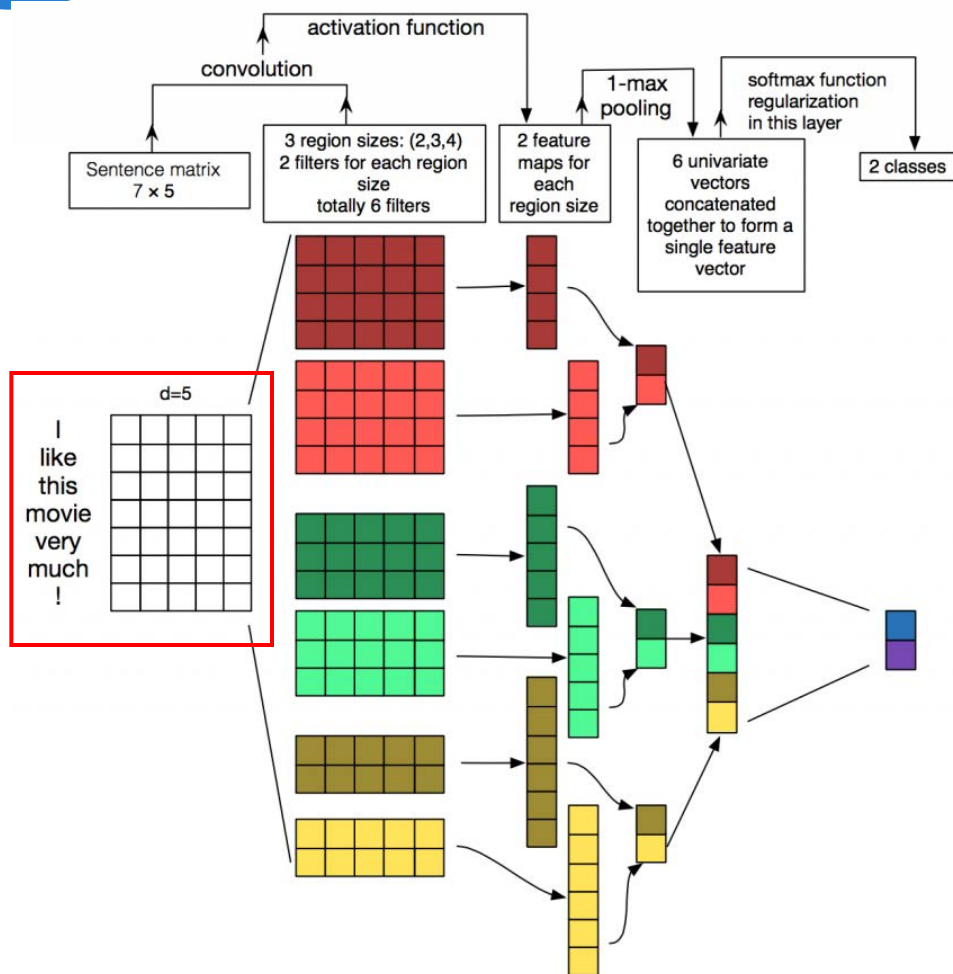 activation function
convolution
1-max
pooling
softmax function
regularization
in this layer
Sentence matrix
7 × 5
3 region sizes: (2,3,4)
2 filters for each region
size
totally 6 filters
2 feature
maps for
each
region size
6 univariate
vectors
concatenated
together to form a
single feature
vector
2 classes
d=5
I
like
this
movie
very
much
!